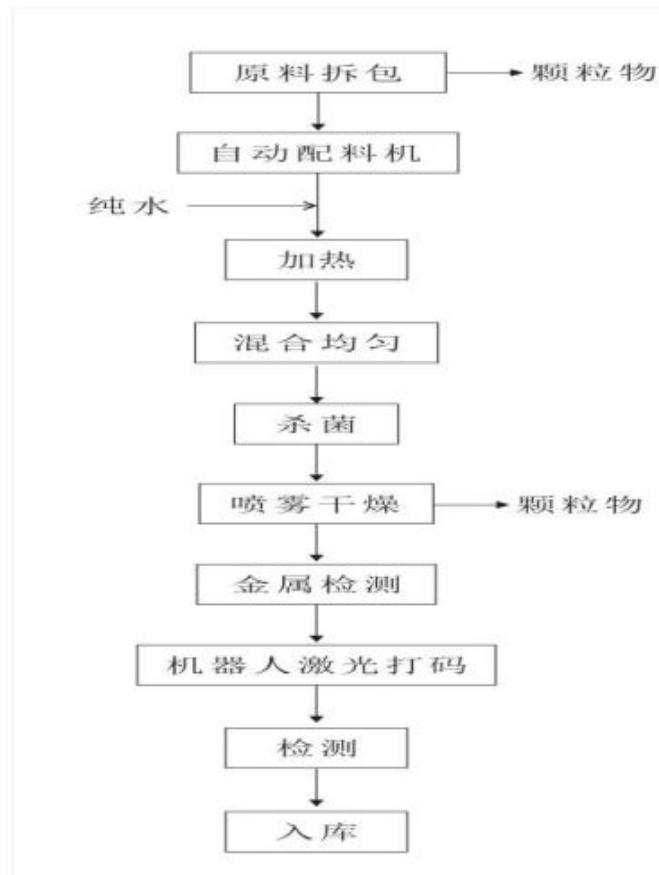 原料拆包
颗粒物
自动配料机
纯水
加热
混合均匀
杀菌
喷雾干燥
颗粒物
金属检测
机器人激光打码
检测
入库